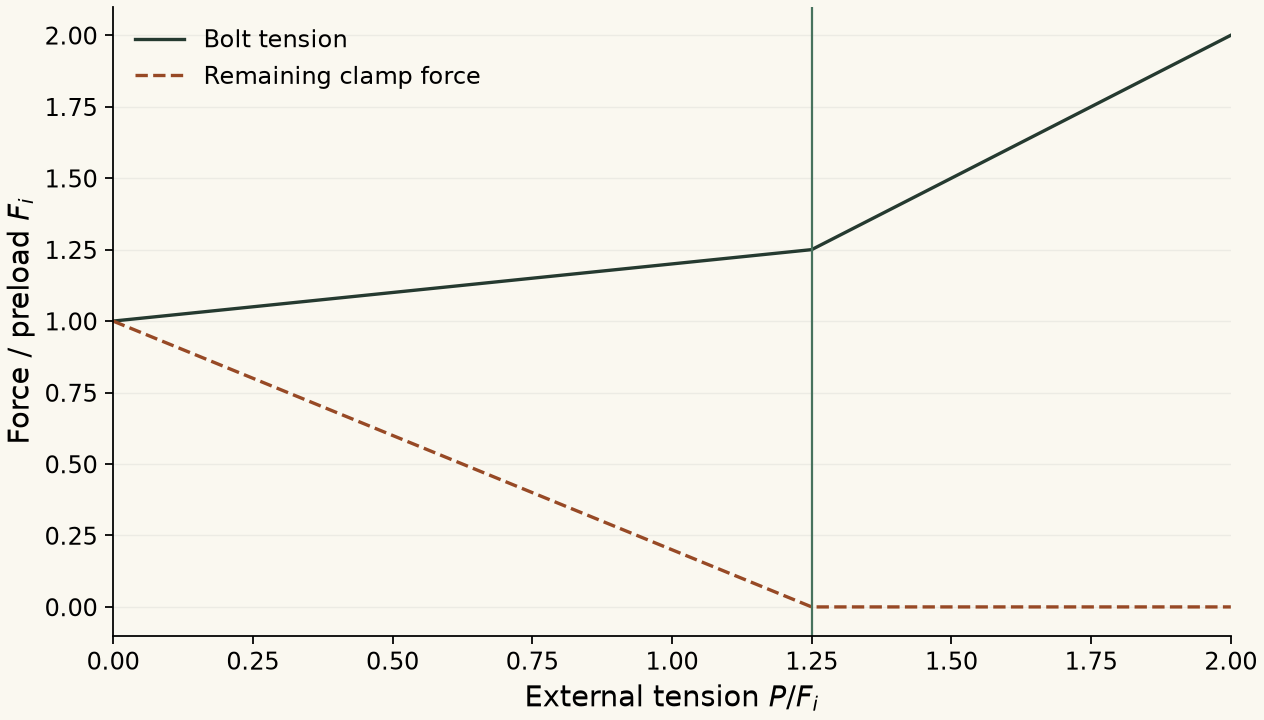 Bolt tension
Remaining clamp force
Force / preload F_i
2.00
1.75
1.50
1.25
1.00
0.75
0.50
0.25
0.00
0.00 0.25 0.50 0.75 1.00 1.25 1.50 1.75 2.00
External tension P/F_i